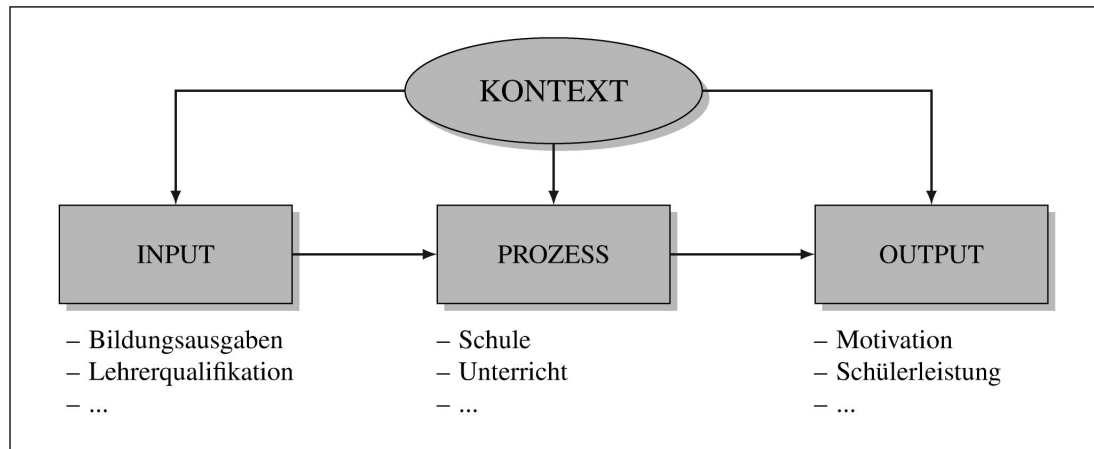 KONTEXT
INPUT
PROZESS
OUTPUT
– Bildungsausgaben
– Lehrerqualifikation
– ...
– Schule
– Unterricht
– ...
– Motivation
– Schülerleistung
– ...